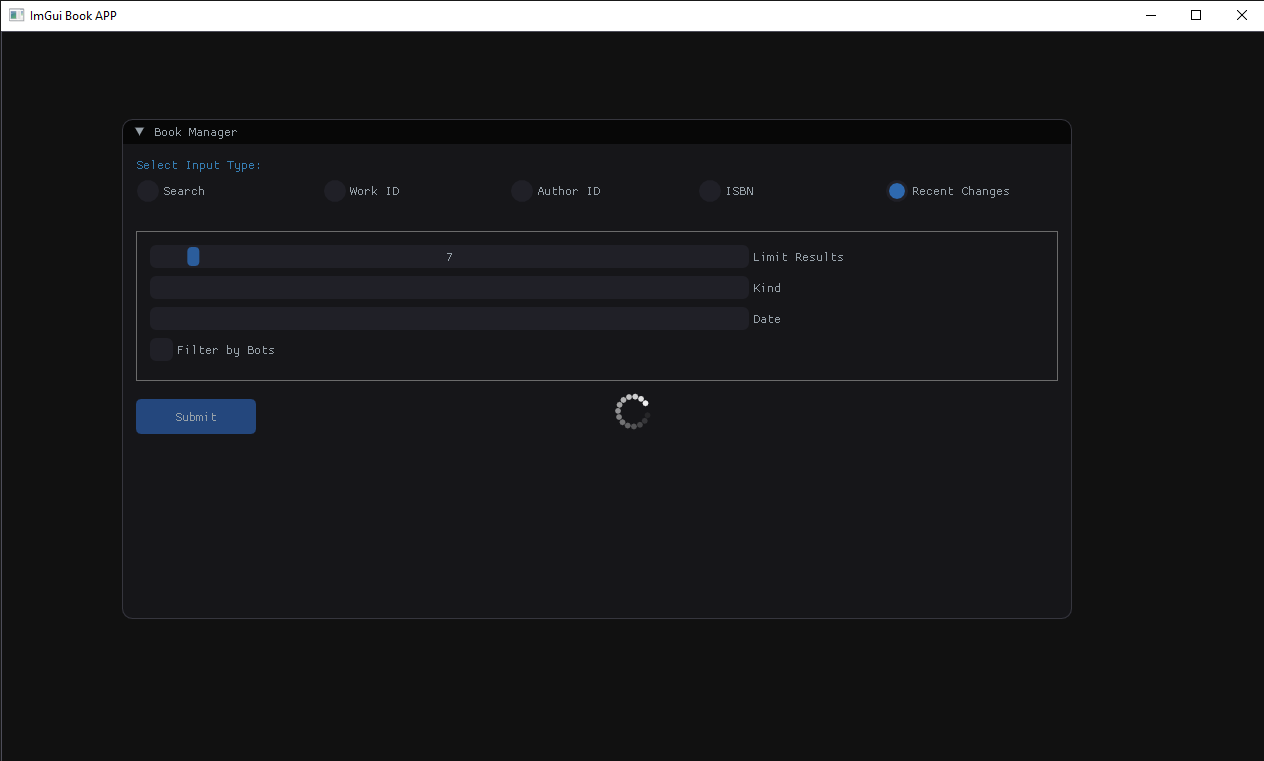 ImGui Book APP
Book Manager
Select Input Type:
Search Work ID Author ID ISBN Recent Changes
7 Limit Results
Kind
Date
Filter by Bots
Submit